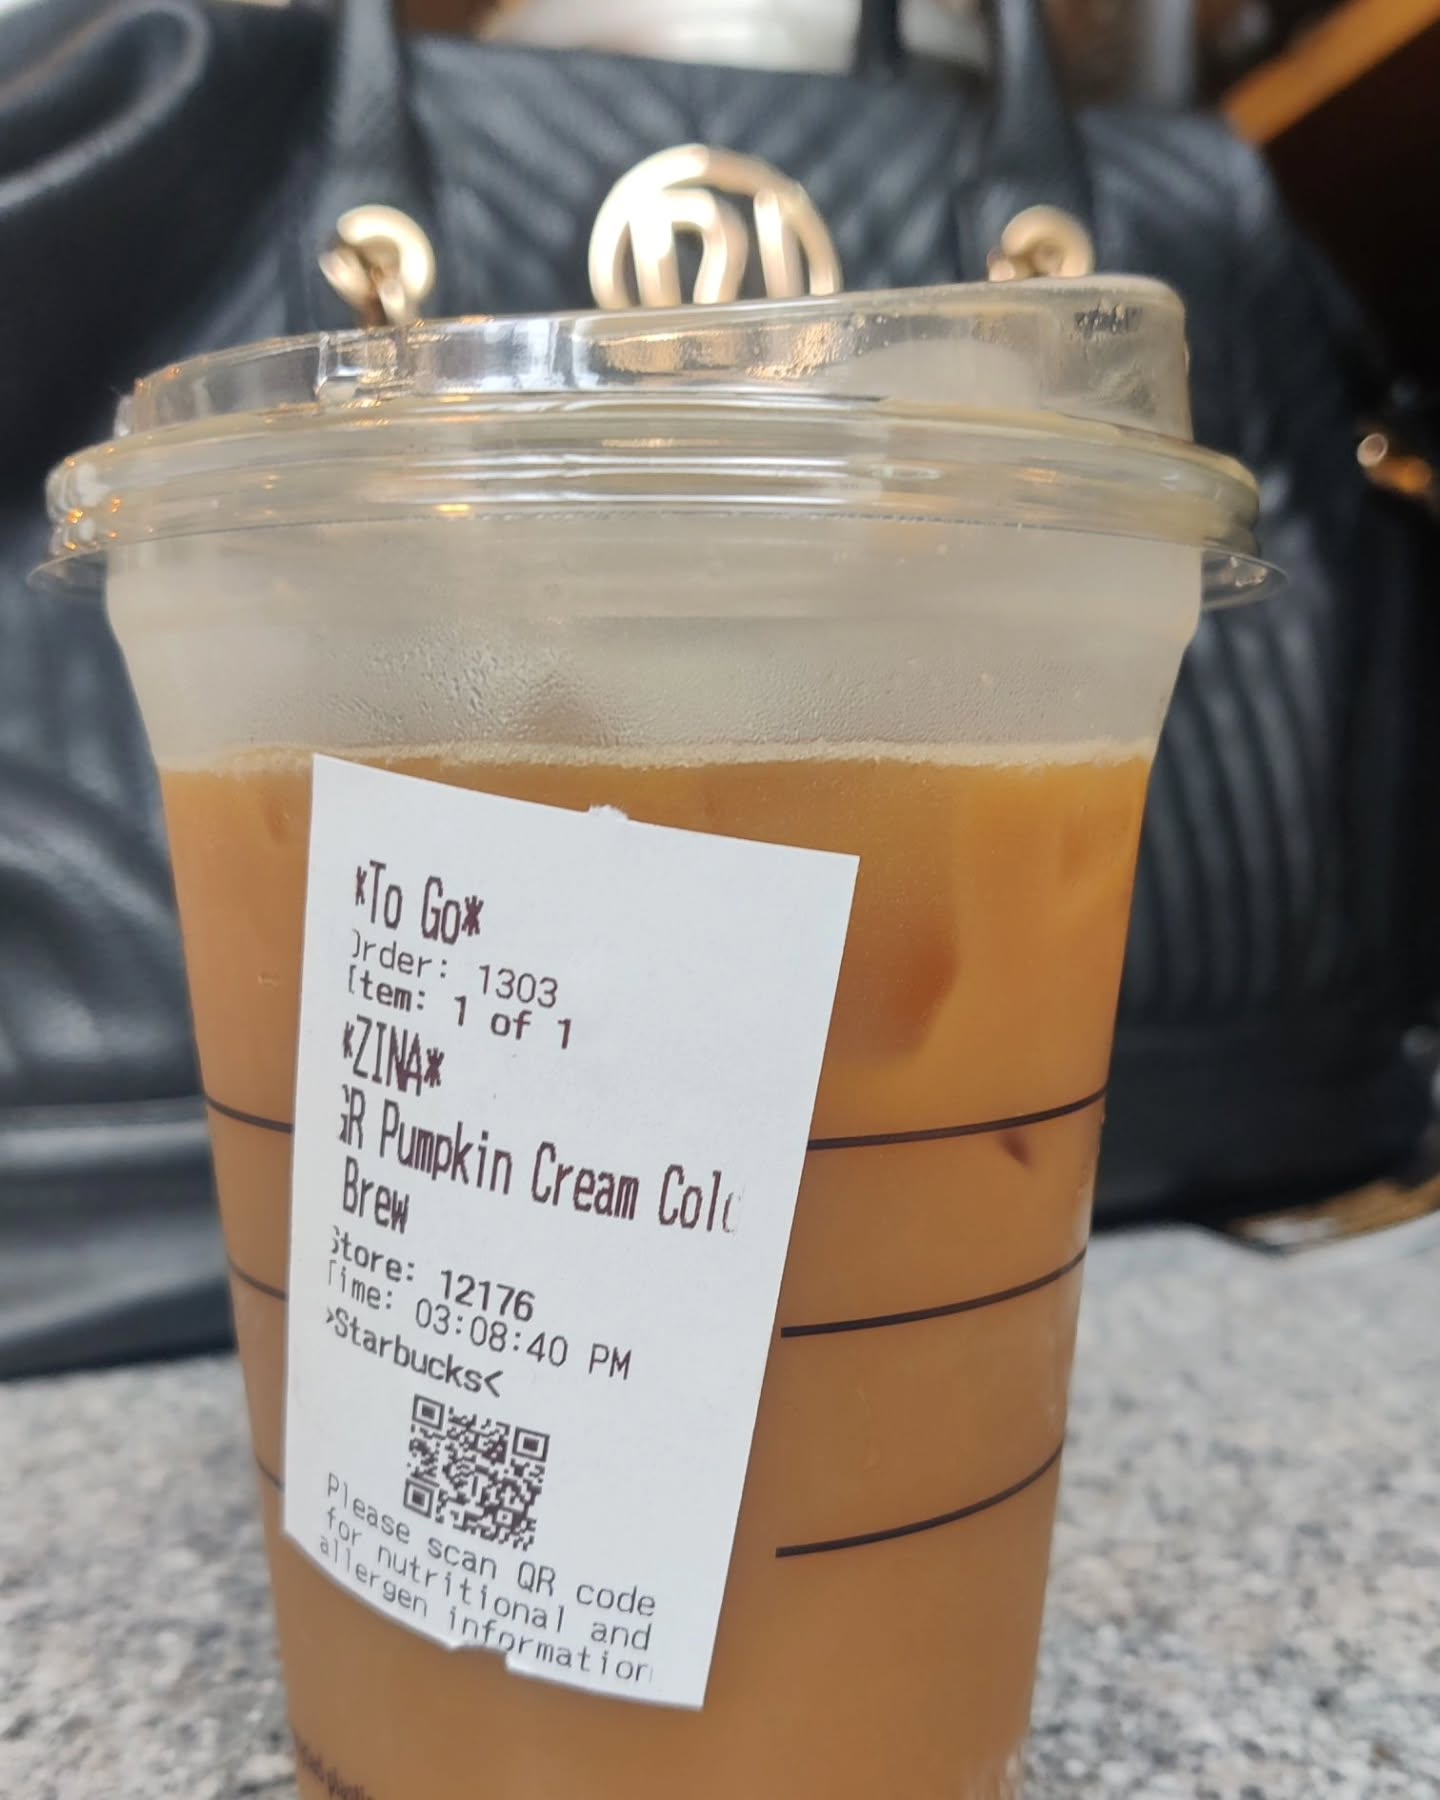 *To Go*
Order: 1303
Item: 1 of 1
*ZINA*
GR Pumpkin Cream Cold
Brew
Store: 12176
Time: 03:08:40 PM
>Starbucks<
Please scan QR code
for nutritional and
allergen information